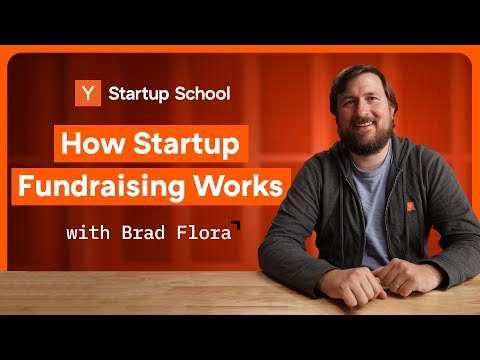 Y Startup School
How Startup
Fundraising Works
with Brad Flora